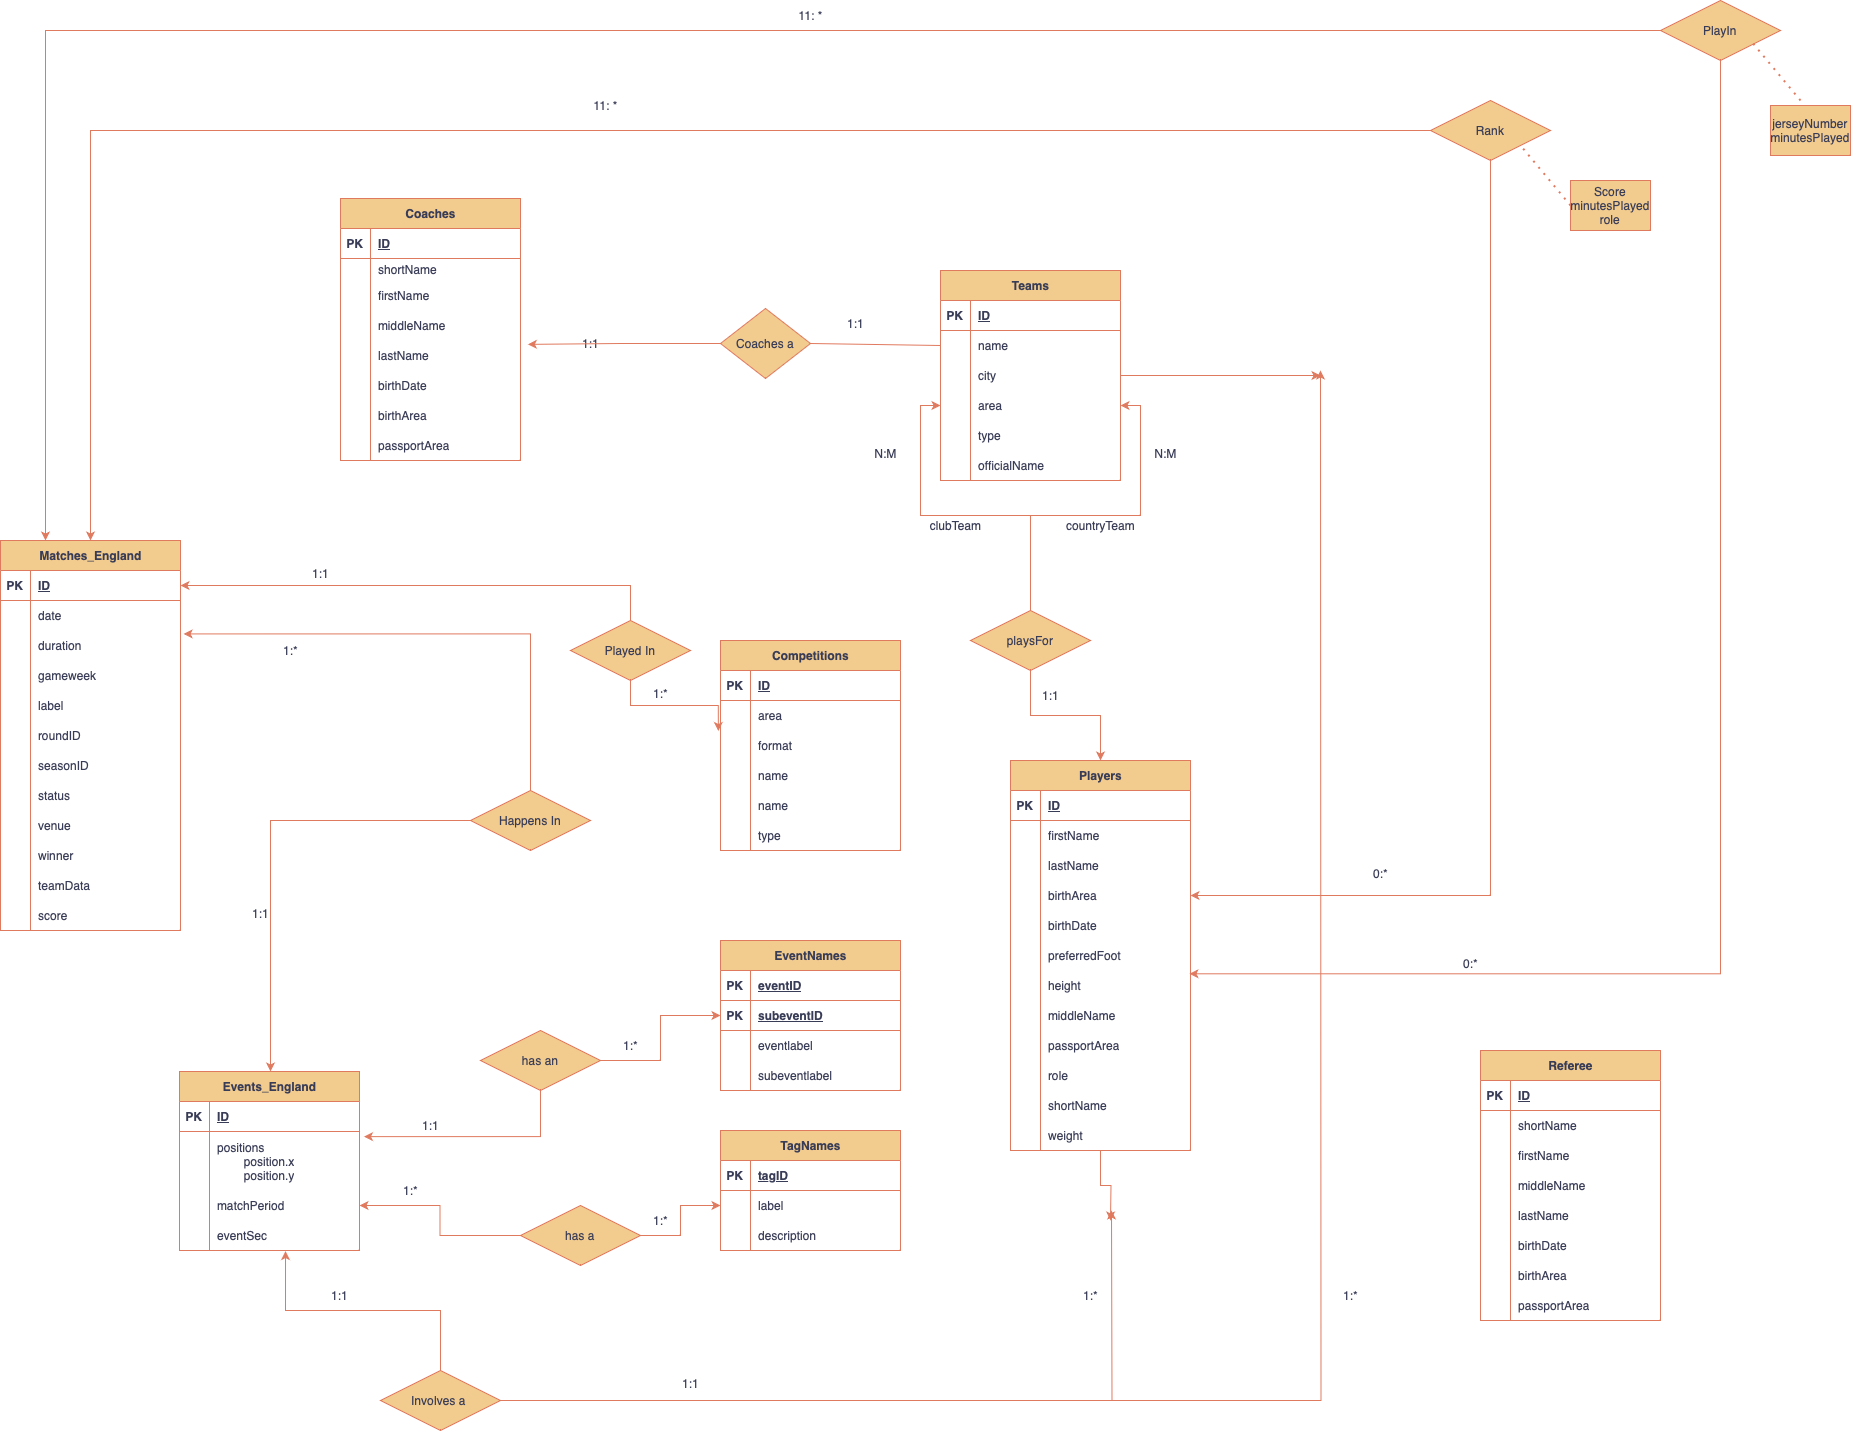 11: *
PlayIn
jerseyNumber
minutesPlayed
11: *
Rank
Score
minutesPlayed
role
Coaches
PK ID
shortName
firstName
middleName
lastName
birthDate
birthArea
passportArea
1:1
Coaches a
1:1
Teams
PK ID
name
city
area
type
officialName
N:M
N:M
clubTeam
countryTeam
playsFor
1:1
Matches_England
PK ID
date
duration
gameweek
label
roundID
seasonID
status
venue
winner
teamData
score
1:1
1:*
Played In
1:*
Competitions
PK ID
area
format
name
name
type
Happens In
1:1
Players
PK ID
firstName
lastName
birthArea
birthDate
preferredFoot
height
middleName
passportArea
role
shortName
weight
0:*
0:*
EventNames
PK eventID
PK subeventID
eventlabel
subeventlabel
has an
1:*
1:1
Events_England
PK ID
positions
position.x
position.y
matchPeriod
eventSec
TagNames
PK tagID
label
description
1:*
has a
1:*
Referee
PK ID
shortName
firstName
middleName
lastName
birthDate
birthArea
passportArea
1:1
1:*
1:*
Involves a
1:1